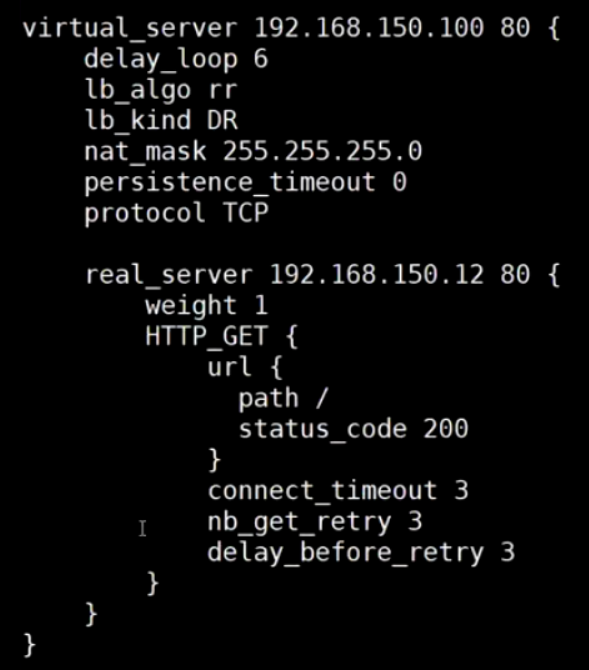 virtual_server 192.168.150.100 80 {
    delay_loop 6
    lb_algo rr
    lb_kind DR
    nat_mask 255.255.255.0
    persistence_timeout 0
    protocol TCP

    real_server 192.168.150.12 80 {
        weight 1
        HTTP_GET {
            url {
              path /
              status_code 200
            }
            connect_timeout 3
            nb_get_retry 3
            delay_before_retry 3
        }
    }
}